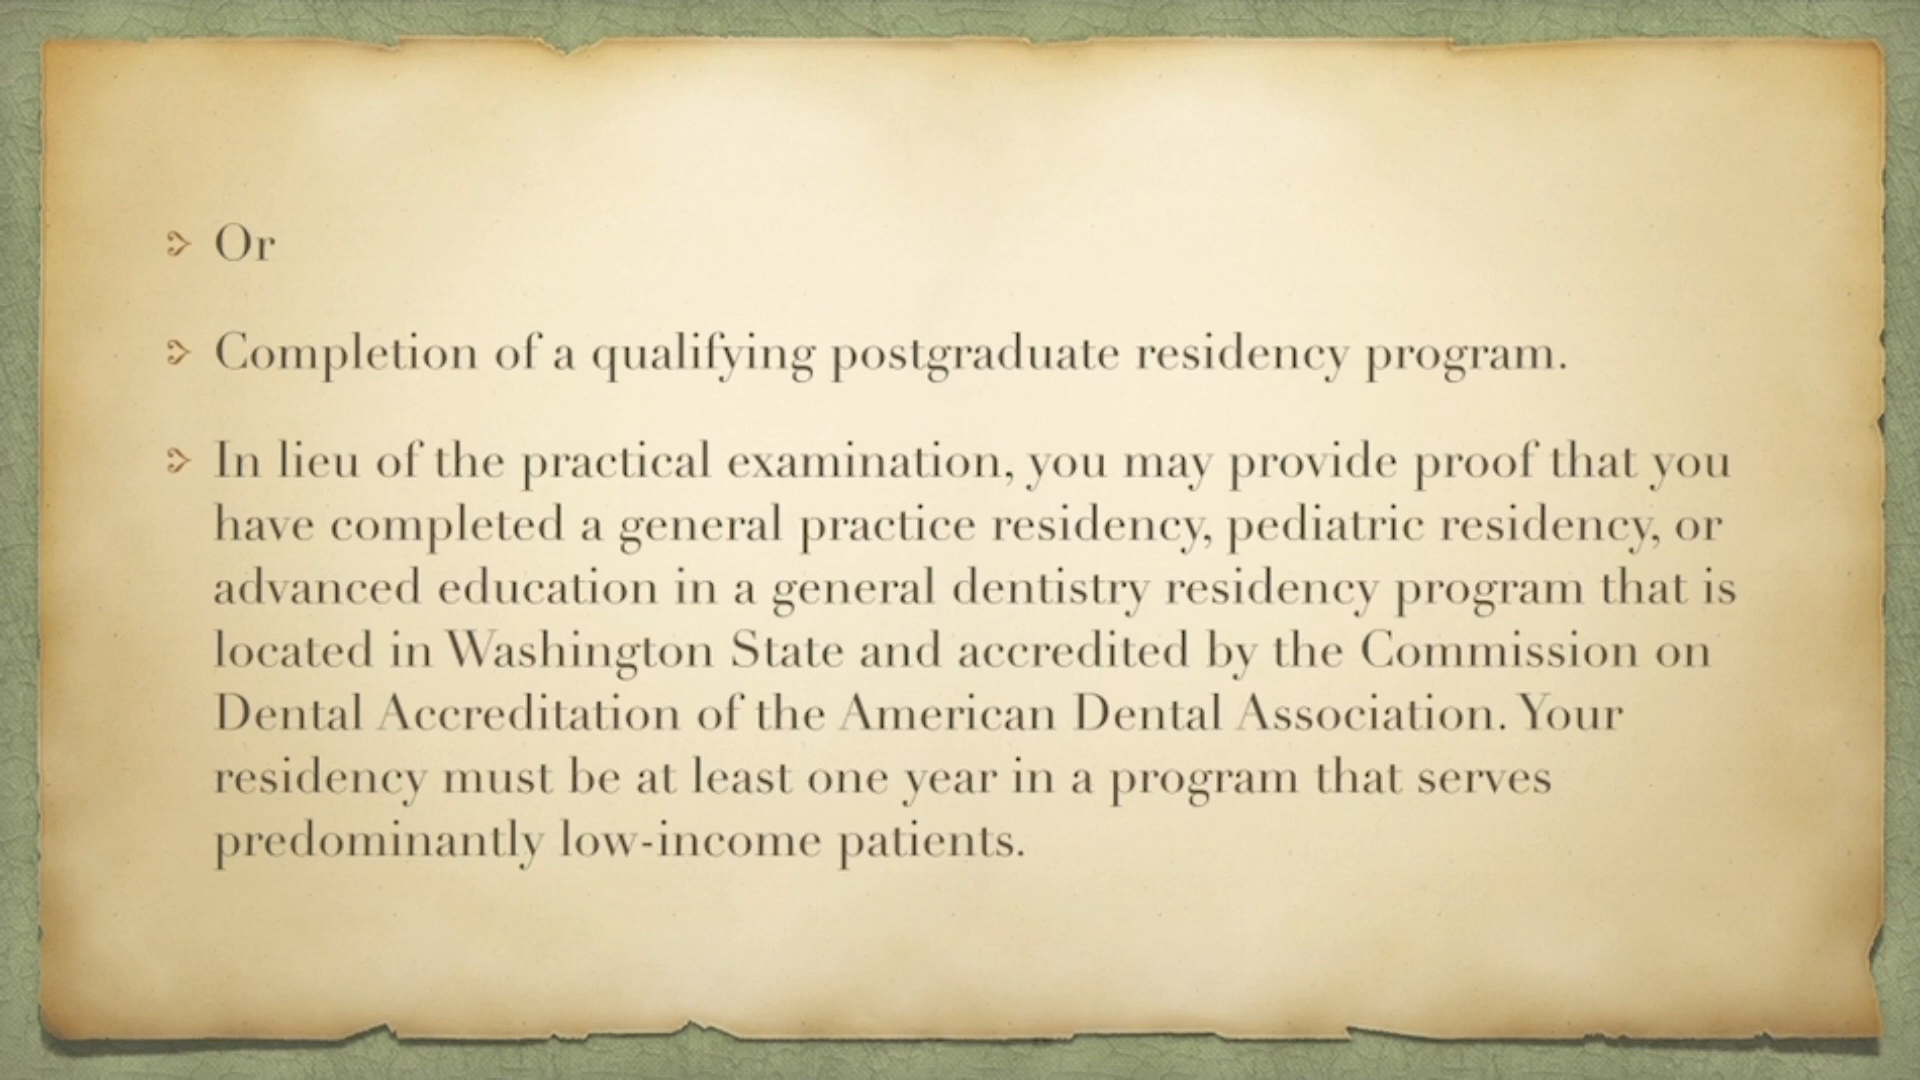 Or
Completion of a qualifying postgraduate residency program.
In lieu of the practical examination, you may provide proof that you
have completed a general practice residency, pediatric residency, or
advanced education in a general dentistry residency program that is
located in Washington State and accredited by the Commission on
Dental Accreditation of the American Dental Association. Your
residency must be at least one year in a program that serves
predominantly low-income patients.